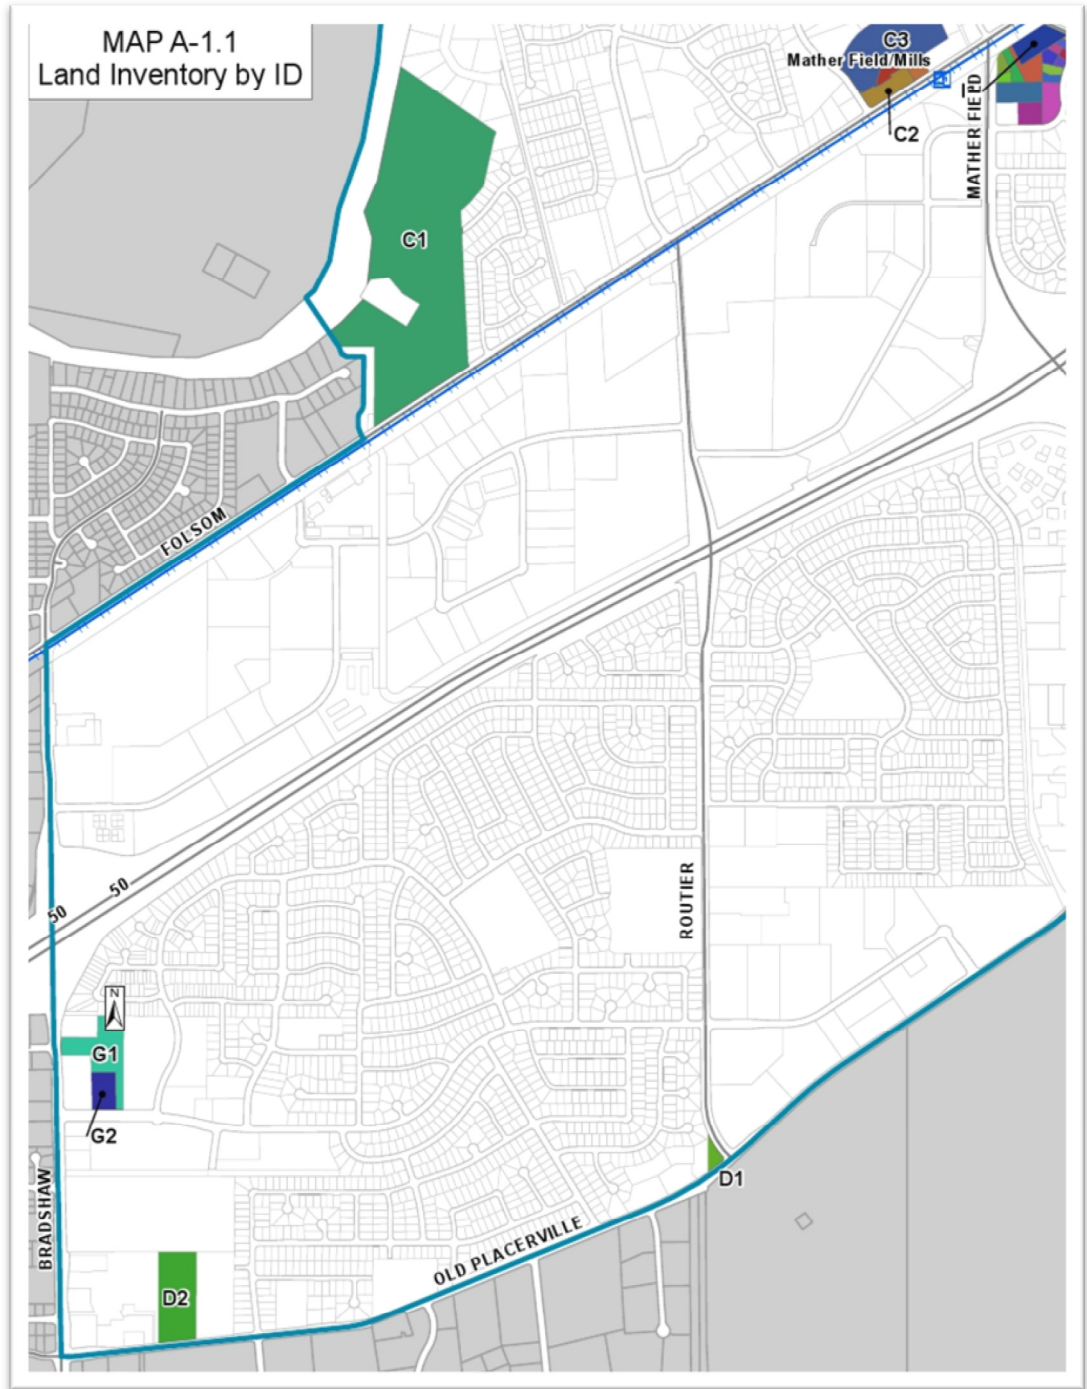 MAP A-1.1
Land Inventory by ID
C3
Mather Field/Mills
C2
MATHER FIELD
C1
FOLSOM
50
50
ROUTIER
N
G1
G2
BRADSHAW
D1
OLD PLACERVILLE
D2